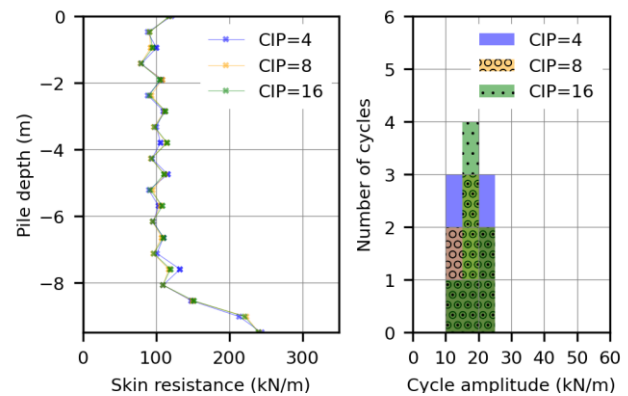 0
−2
−4
−6
−8
Pile depth (m)
0
100
200
300
Skin resistance (kN/m)
CIP=4
CIP=8
CIP=16
6
5
4
3
2
1
0
Number of cycles
0
10
20
30
40
50
60
Cycle amplitude (kN/m)
CIP=4
CIP=8
CIP=16